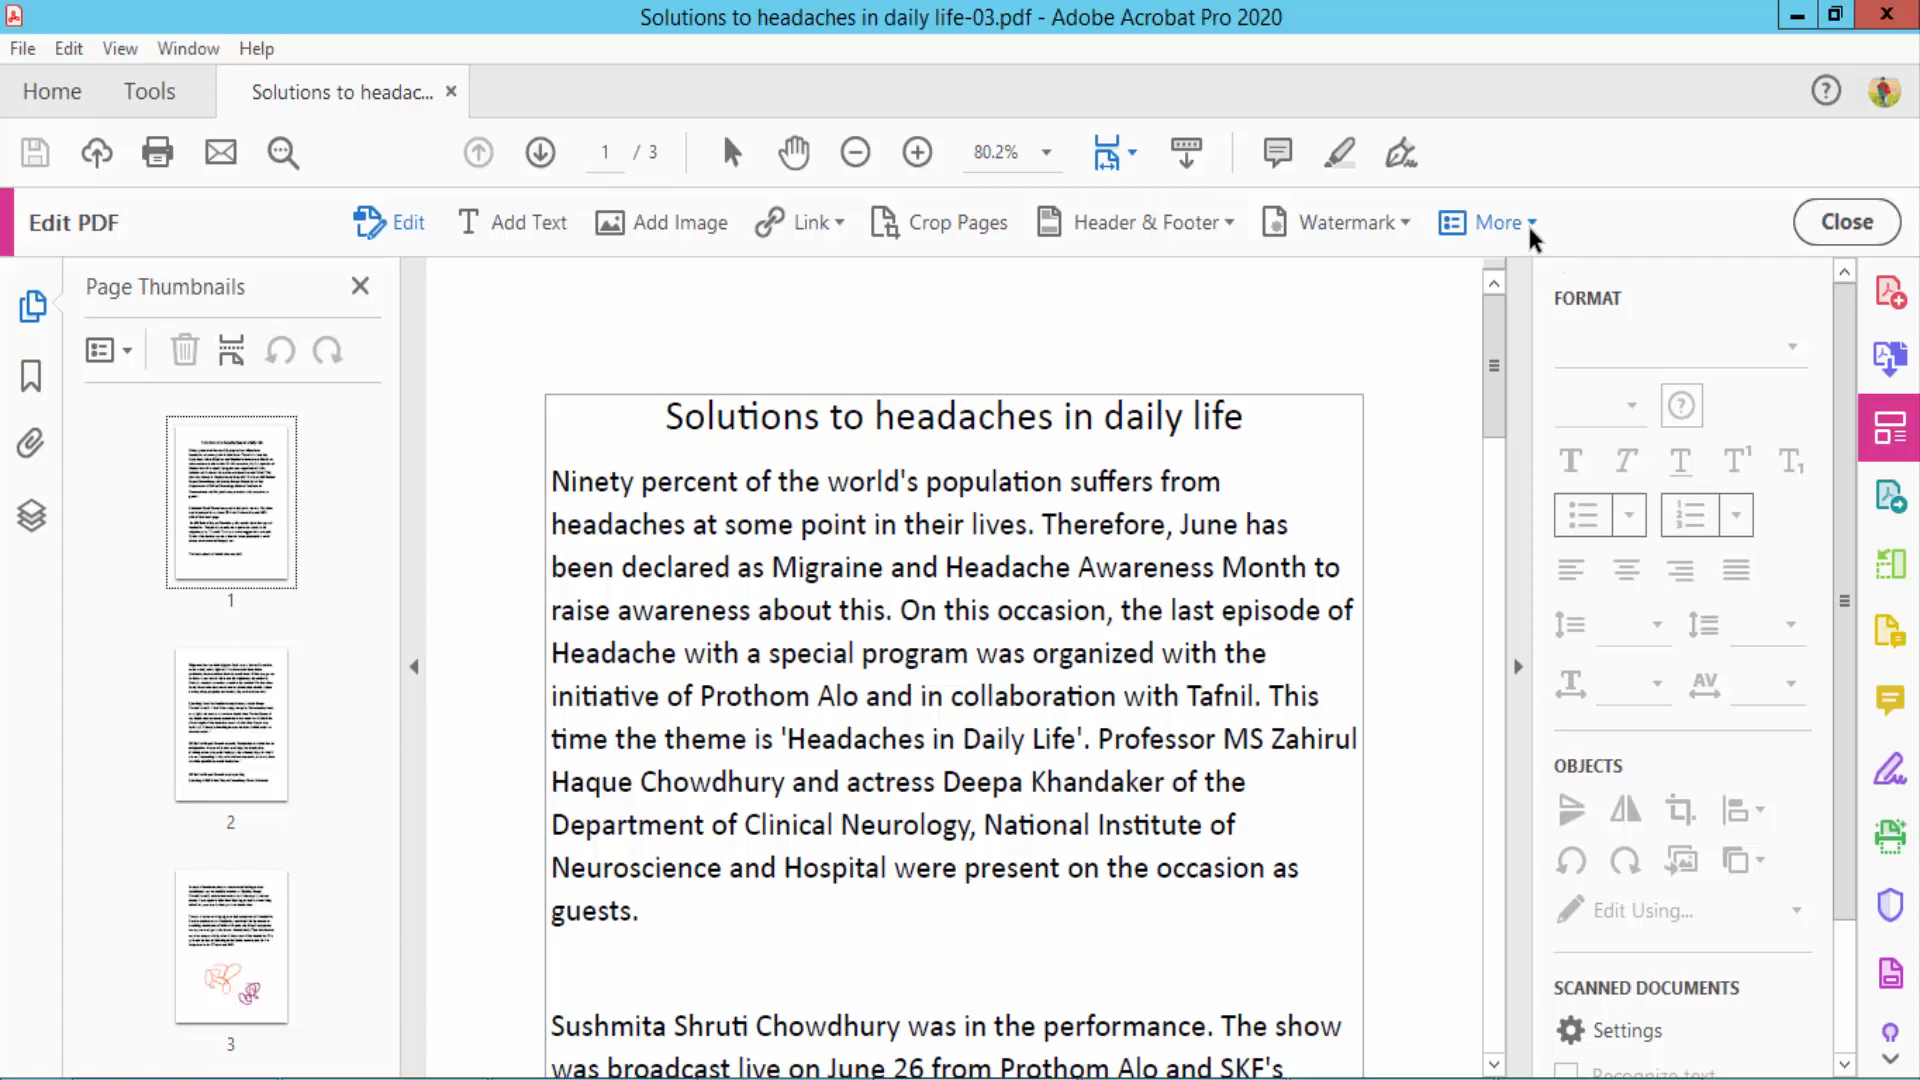 Solutions to headaches in daily life-03.pdf - Adobe Acrobat Pro 2020
File Edit View Window Help
Home Tools Solutions to headac... ×
1 / 3 80.2%
Edit PDF Edit Add Text Add Image Link Crop Pages Header & Footer Watermark More Close
Page Thumbnails
1
2
3
Solutions to headaches in daily life
Ninety percent of the world's population suffers from
headaches at some point in their lives. Therefore, June has
been declared as Migraine and Headache Awareness Month to
raise awareness about this. On this occasion, the last episode of
Headache with a special program was organized with the
initiative of Prothom Alo and in collaboration with Tafnil. This
time the theme is 'Headaches in Daily Life'. Professor MS Zahirul
Haque Chowdhury and actress Deepa Khandaker of the
Department of Clinical Neurology, National Institute of
Neuroscience and Hospital were present on the occasion as
guests.
Sushmita Shruti Chowdhury was in the performance. The show
was broadcast live on June 26 from Prothom Alo and SKF's
FORMAT
OBJECTS
Edit Using...
SCANNED DOCUMENTS
Settings
Recognize text